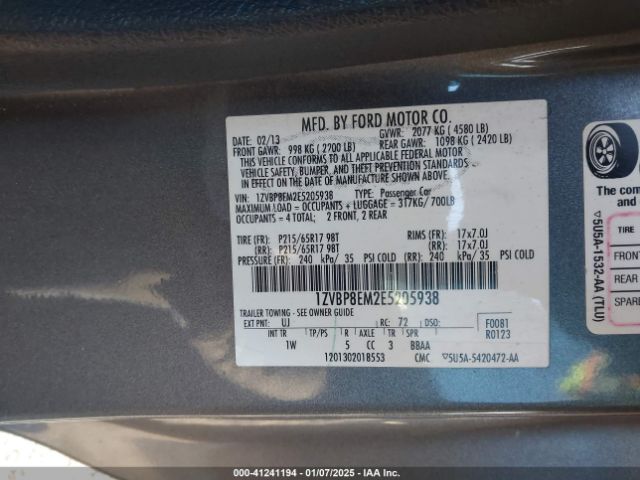 MFD. BY FORD MOTOR CO.
DATE: 02/13 GVWR: 2077 KG ( 4580 LB)
FRONT GAWR: 998 KG ( 2700 LB) REAR GAWR: 1098 KG ( 2420 LB)
THIS VEHICLE CONFORMS TO ALL APPLICABLE FEDERAL MOTOR
VEHICLE SAFETY, BUMPER, AND THEFT PREVENTION STANDARDS
IN EFFECT ON THE DATE OF MANUFACTURE SHOWN ABOVE.
VIN: 1ZVBP8EM2E5205938 TYPE: Passenger Car
MAXIMUM LOAD = OCCUPANTS + LUGGAGE = 317KG/ 700LB
OCCUPANTS = 4 TOTAL; 2 FRONT, 2 REAR
TIRE (FR): P215/65R17 98T RIMS (FR): 17x7.0J
(RR): P215/65R17 98T (RR): 17x7.0J
PRESSURE (FR): 240 kPa/ 35 PSI COLD (RR): 240 kPa/ 35 PSI COLD
1ZVBP8EM2E5205938
TRAILER TOWING - SEE OWNER GUIDE
EXT PNT: UJ RC: 72 DSO: F0081
INT TR TP/PS R AXLE TR SPR R0123
1W 5 CC 3 BBAA
1201302018553 CMC ▽5U5A-5420472-AA
The com
and c
TIRE
FRONT
REAR
SPARE
▽5U5A-1532-AA (TLU)
000-41241194 - 01/07/2025 - IAA Inc.